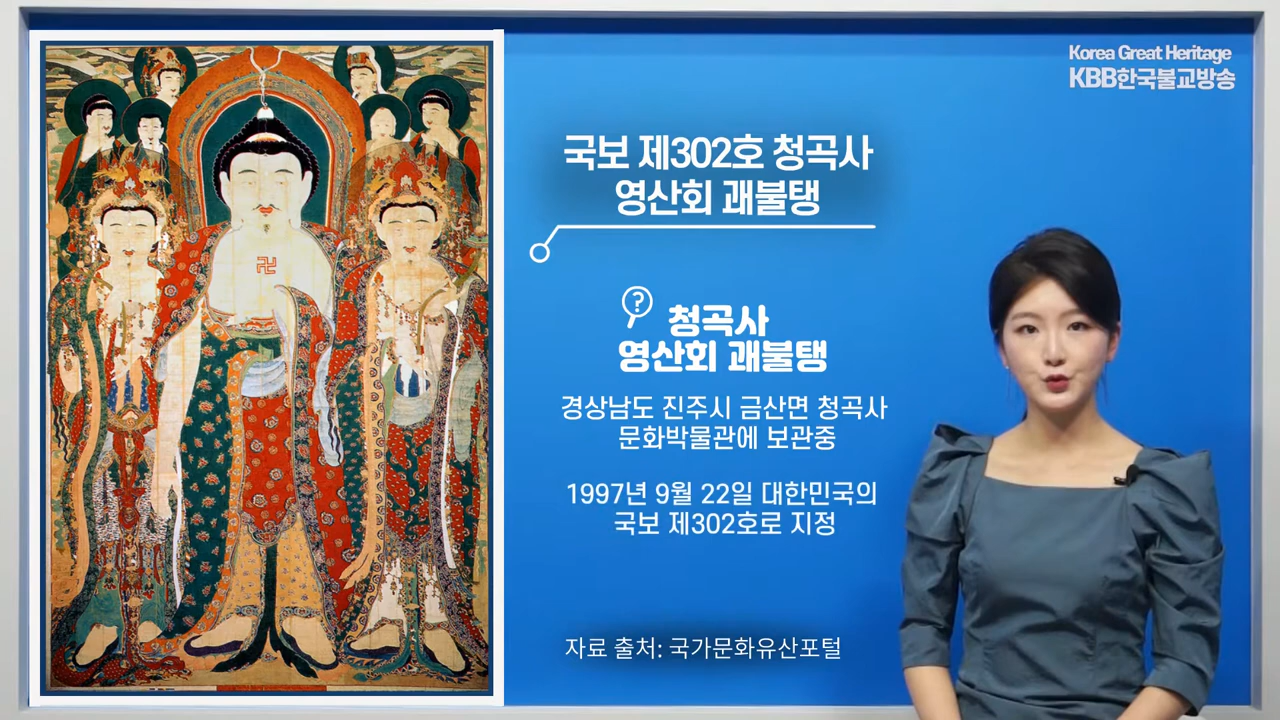 Korea Great Heritage
KBB한국불교방송
국보 제302호 청곡사
영산회 괘불탱
청곡사
영산회 괘불탱
경상남도 진주시 금산면 청곡사
문화박물관에 보관중
1997년 9월 22일 대한민국의
국보 제302호로 지정
자료 출처: 국가문화유산포털
卍